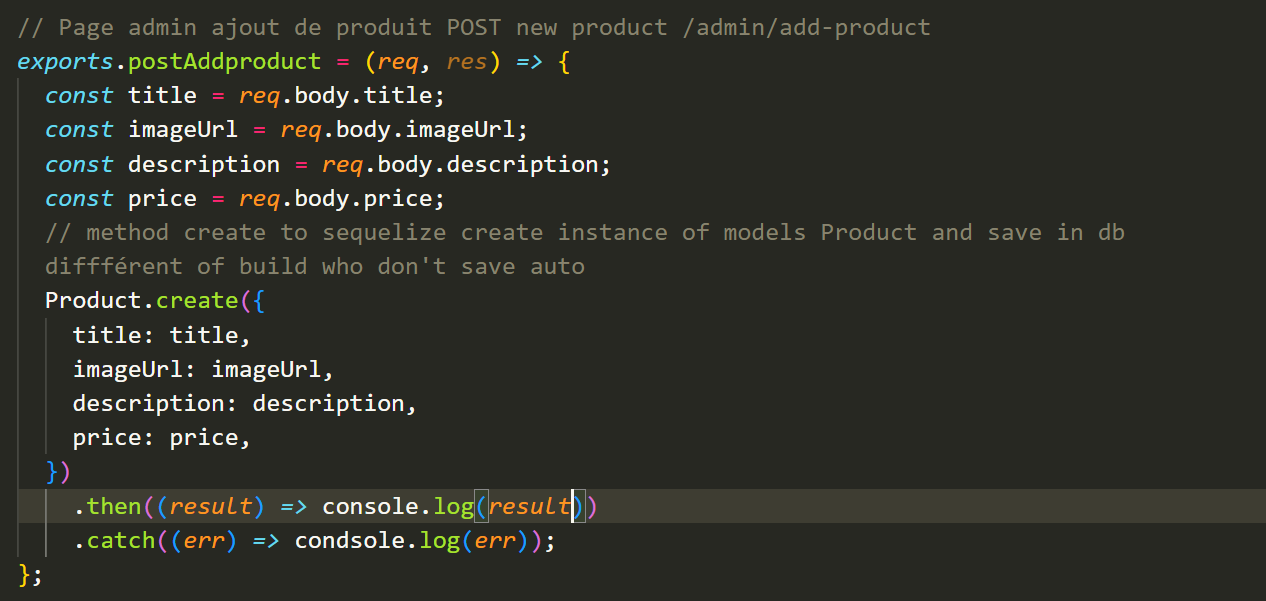 // Page admin ajout de produit POST new product /admin/add-product
exports.postAddproduct = (req, res) => {
const title = req.body.title;
const imageUrl = req.body.imageUrl;
const description = req.body.description;
const price = req.body.price;
// method create to sequelize create instance of models Product and save in db
diffférent of build who don't save auto
Product.create({
title: title,
imageUrl: imageUrl,
description: description,
price: price,
})
.then((result) => console.log(result))
.catch((err) => condsole.log(err));
};